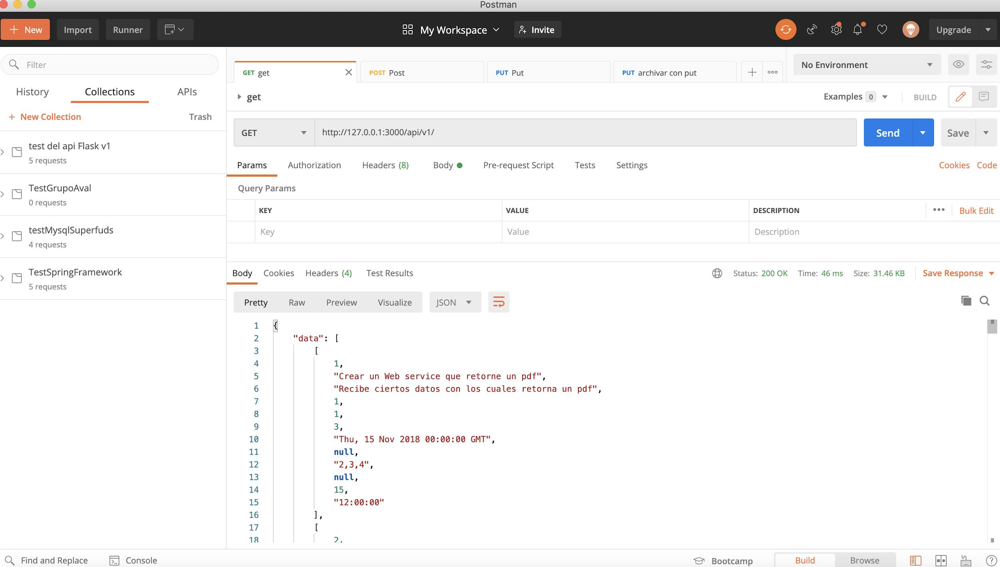 Postman
New
Import
Runner
My Workspace
Invite
Upgrade
Filter
History
Collections
APIs
+ New Collection
Trash
test del api Flask v1
5 requests
TestGrupoAval
0 requests
testMysqlSuperfuds
4 requests
TestSpringFramework
5 requests
GET get
POST Post
PUT Put
PUT archivar con put
No Environment
get
Examples 0
BUILD
GET
http://127.0.0.1:3000/api/v1/
Send
Save
Params
Authorization
Headers (8)
Body
Pre-request Script
Tests
Settings
Cookies
Code
Query Params
KEY
VALUE
DESCRIPTION
Bulk Edit
Key
Value
Description
Body
Cookies
Headers (4)
Test Results
Status: 200 OK
Time: 46 ms
Size: 31.46 KB
Save Response
Pretty
Raw
Preview
Visualize
JSON
1 {
2 "data": [
3 [
4 1,
5 "Crear un Web service que retorne un pdf",
6 "Recibe ciertos datos con los cuales retorna un pdf",
7 1,
8 1,
9 3,
10 "Thu, 15 Nov 2018 00:00:00 GMT",
11 null,
12 "2,3,4",
13 null,
14 15,
15 "12:00:00"
16 ],
17 [
18 2,
Find and Replace
Console
Bootcamp
Build
Browse